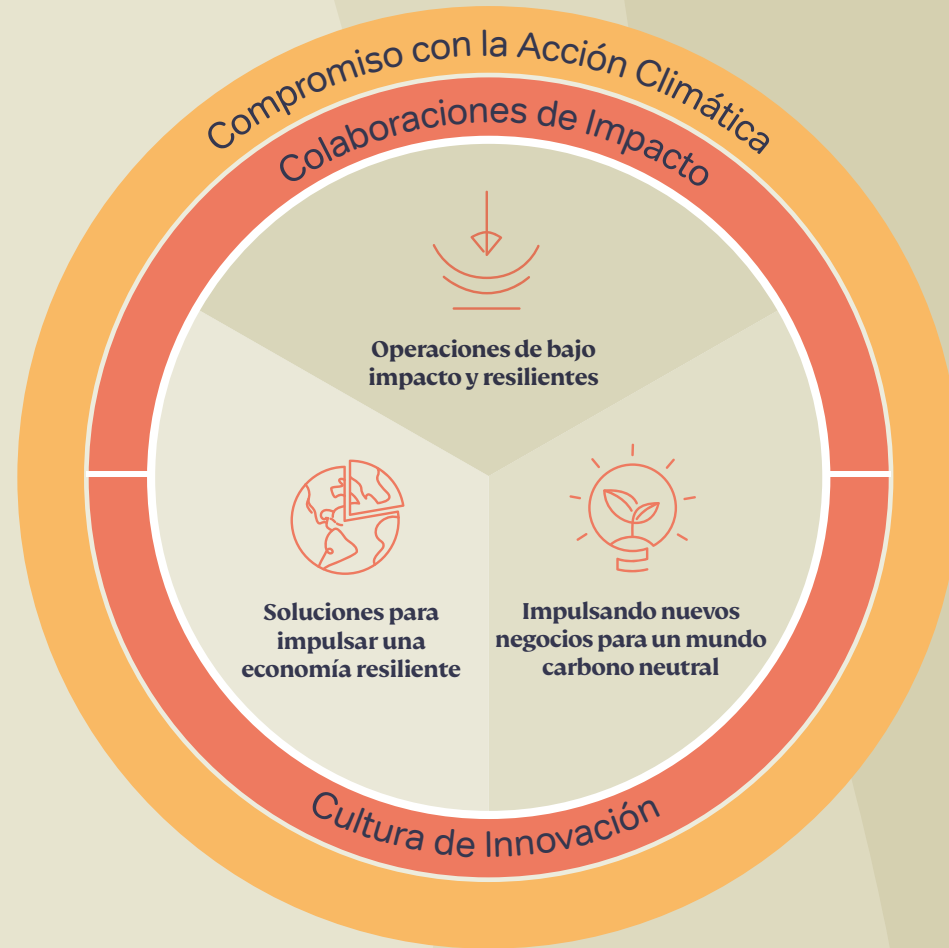 Compromiso con la Acción Climática
Colaboraciones de Impacto
Operaciones de bajo
impacto y resilientes
Soluciones para
impulsar una
economía resiliente
Impulsando nuevos
negocios para un mundo
carbono neutral
Cultura de Innovación